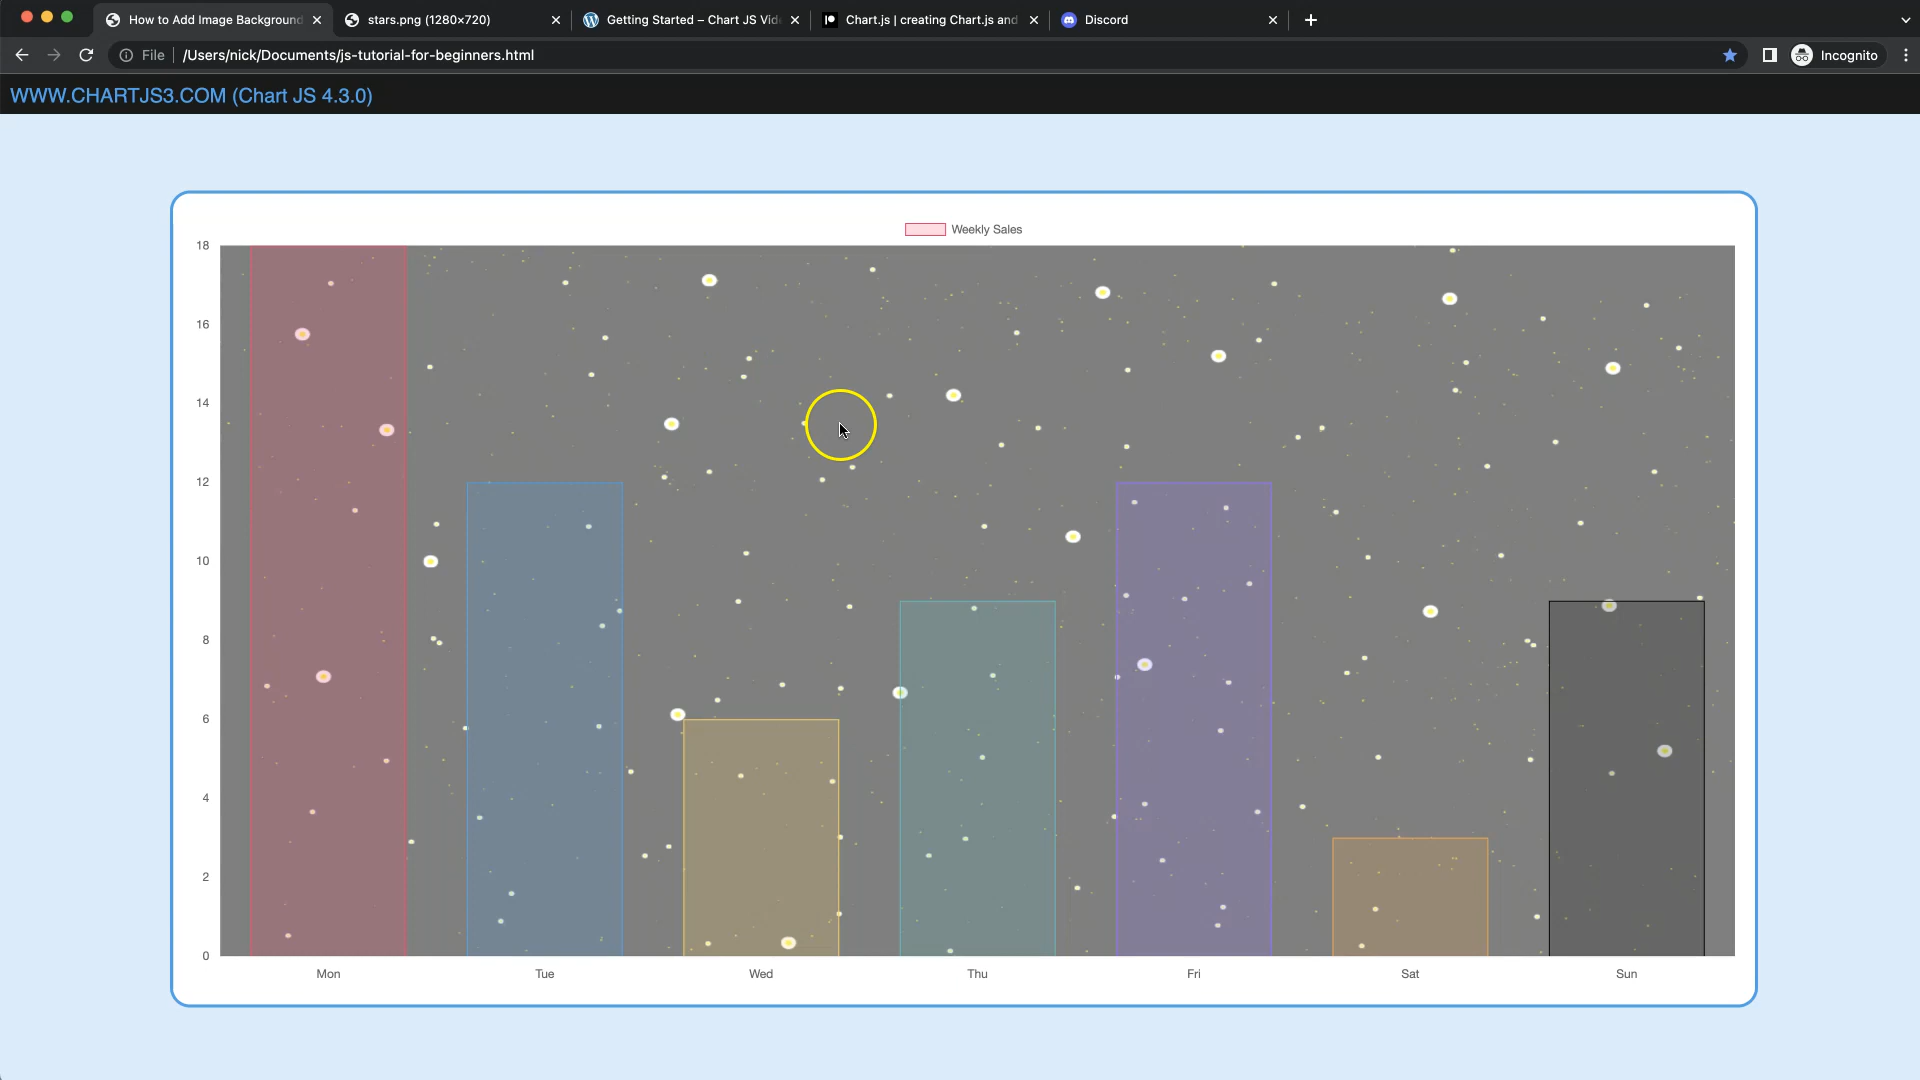 How to Add Image Background
stars.png (1280×720)
Getting Started – Chart JS Vid
Chart.js | creating Chart.js and
Discord
File
/Users/nick/Documents/js-tutorial-for-beginners.html
Incognito
WWW.CHARTJS3.COM (Chart JS 4.3.0)
Weekly Sales
18
16
14
12
10
8
6
4
2
0
Mon Tue Wed Thu Fri Sat Sun